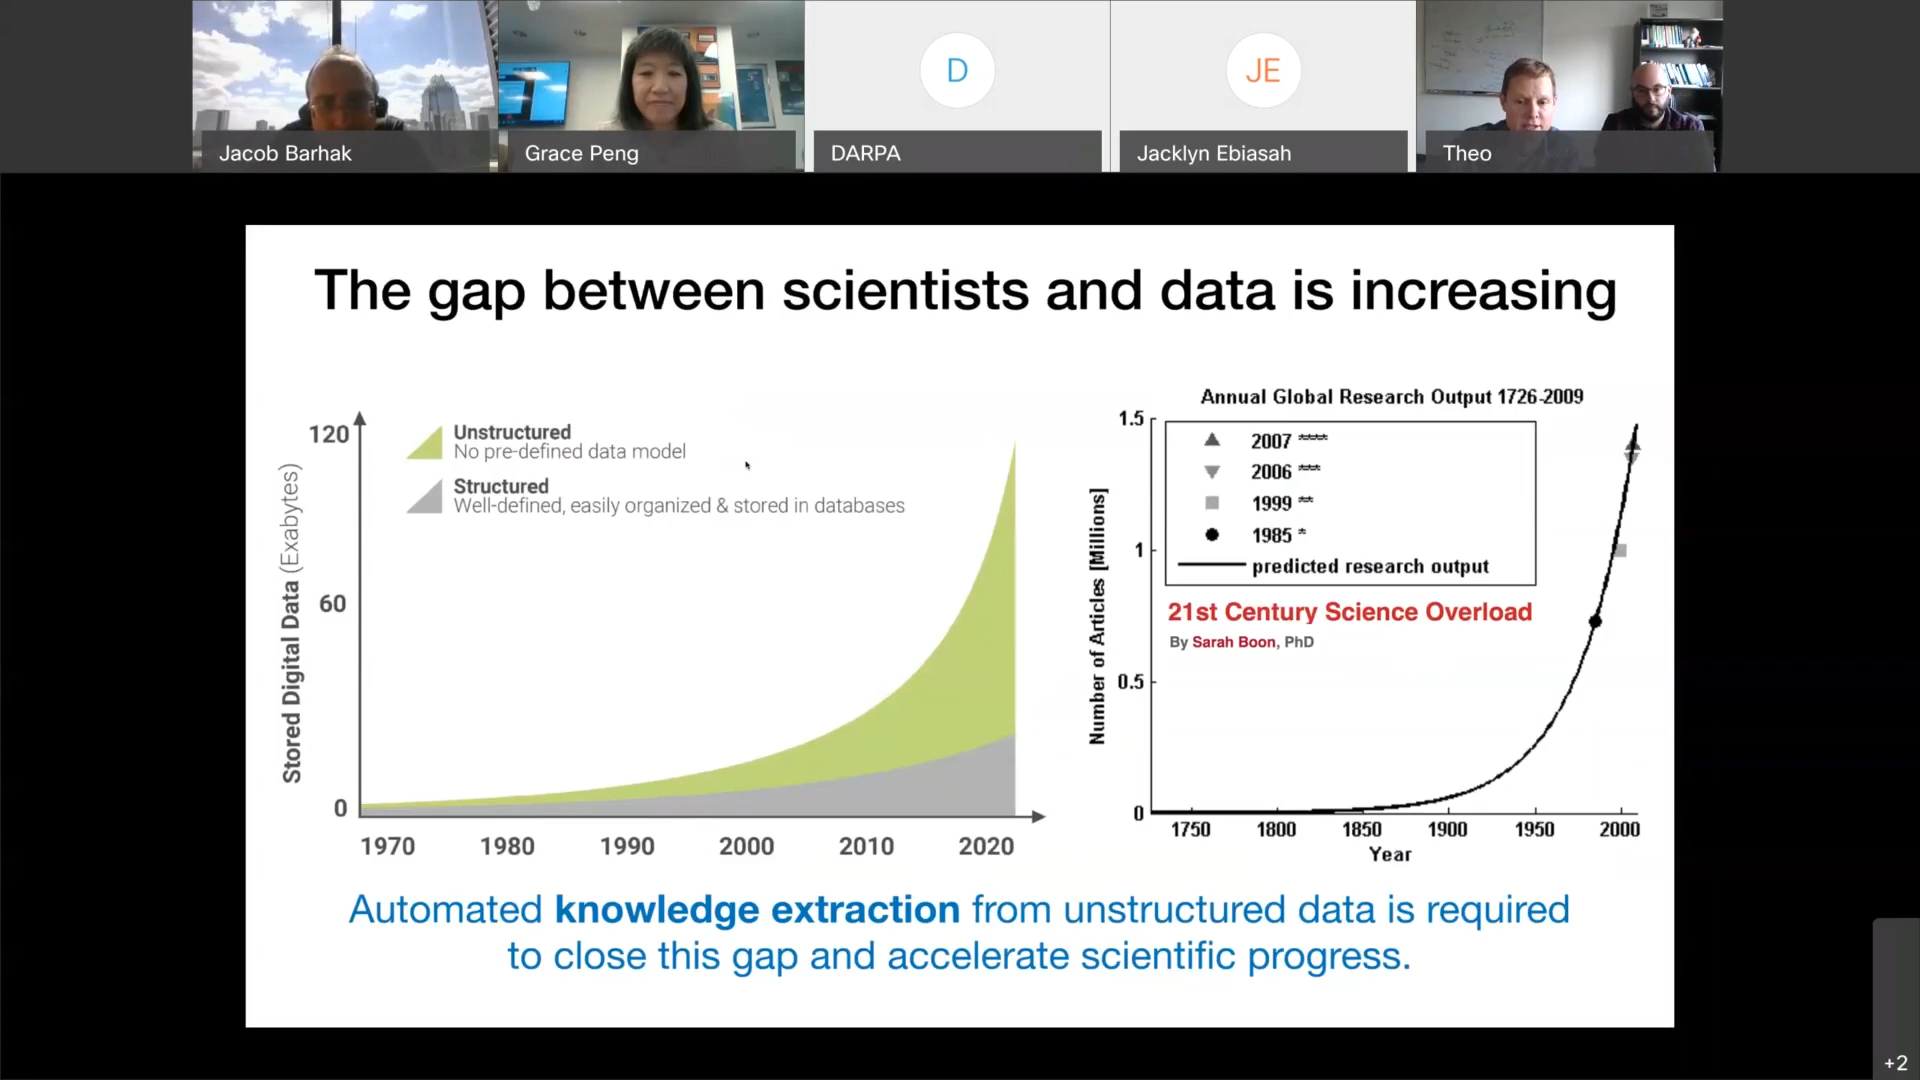 D
JE
Jacob Barhak
Grace Peng
DARPA
Jacklyn Ebiasah
Theo
The gap between scientists and data is increasing
120
60
0
Stored Digital Data (Exabytes)
Unstructured
No pre-defined data model
Structured
Well-defined, easily organized & stored in databases
1970 1980 1990 2000 2010 2020
Annual Global Research Output 1726-2009
1.5
1
0.5
0
Number of Articles [Millions]
2007 ****
2006 ***
1999 **
1985 *
predicted research output
21st Century Science Overload
By Sarah Boon, PhD
1750 1800 1850 1900 1950 2000
Year
Automated knowledge extraction from unstructured data is required
to close this gap and accelerate scientific progress.
+2